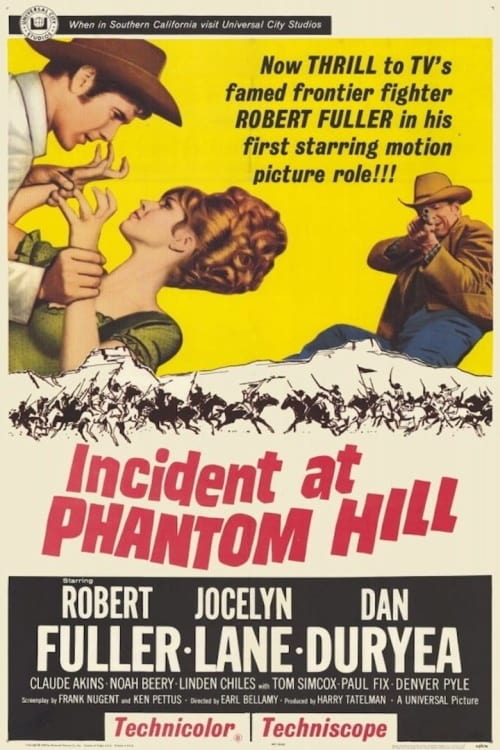 UNIVERSAL CITY STUDIOS
When in Southern California visit Universal City Studios
Now THRILL to TV's
famed frontier fighter
ROBERT FULLER in his
first starring motion
picture role!!!
Incident at
PHANTOM HILL
Starring
ROBERT JOCELYN DAN
FULLER · LANE · DURYEA
CLAUDE AKINS · NOAH BEERY · LINDEN CHILES with TOM SIMCOX · PAUL FIX · DENVER PYLE
Screenplay by FRANK NUGENT and KEN PETTUS · Directed by EARL BELLAMY · Produced by HARRY TATELMAN · A UNIVERSAL Picture
Technicolor ® Techniscope